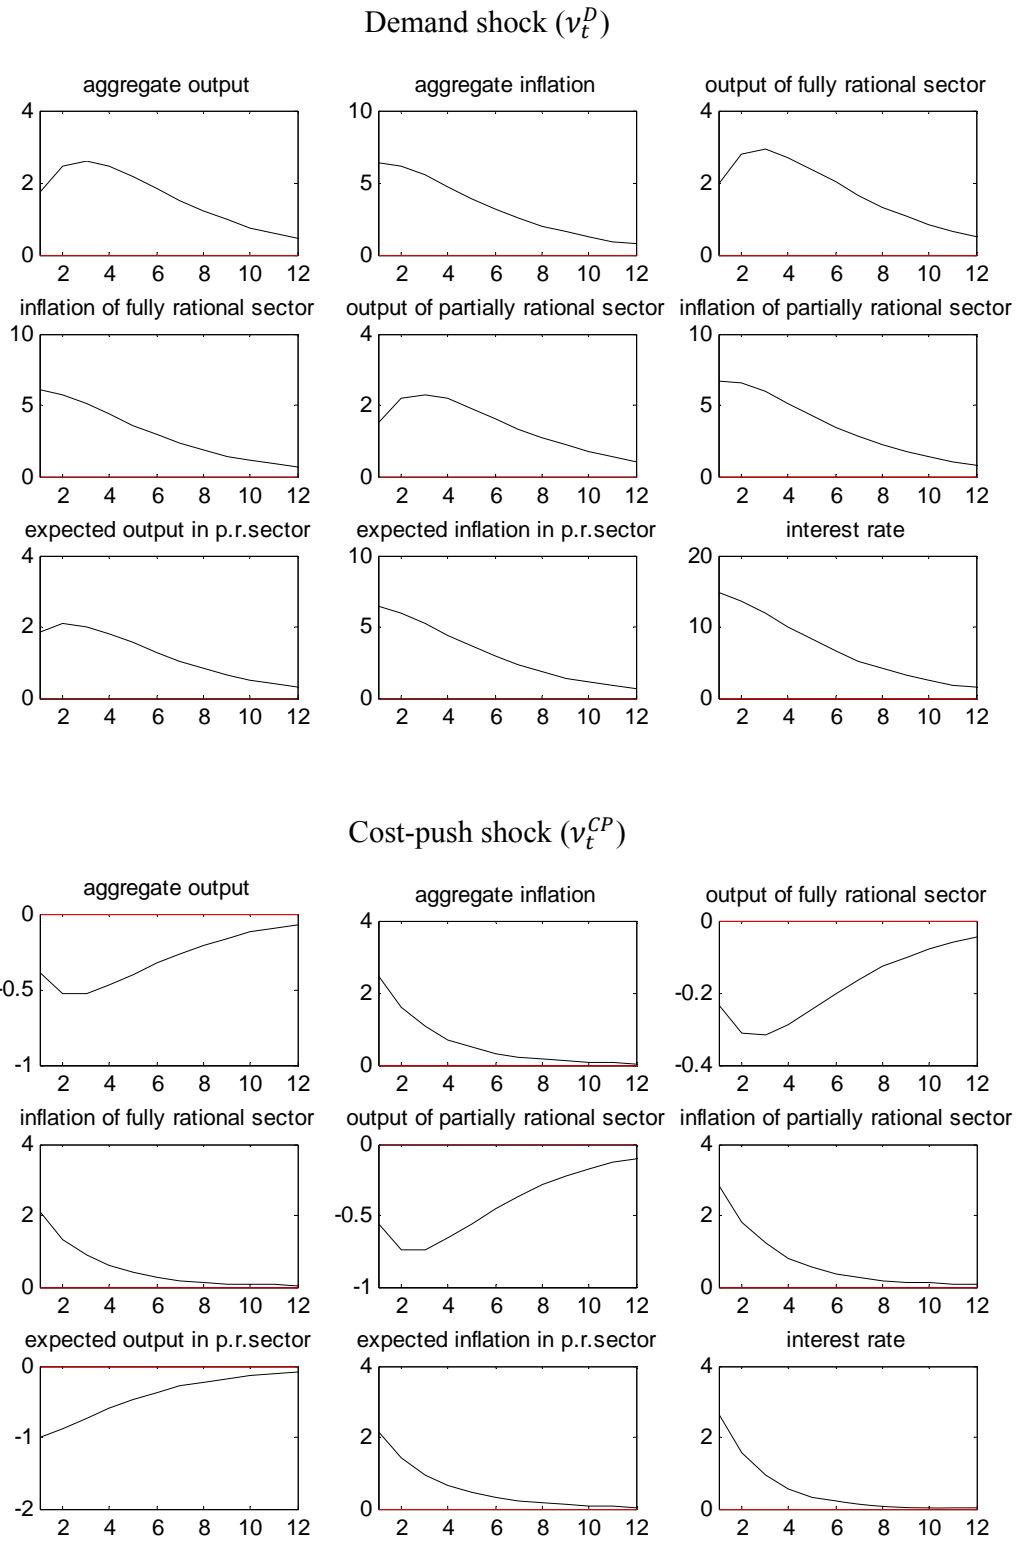 Demand shock (ν_t^D)
aggregate output
aggregate inflation
output of fully rational sector
4
2
0
2 4 6 8 10 12
10
5
0
2 4 6 8 10 12
4
2
0
2 4 6 8 10 12
inflation of fully rational sector
output of partially rational sector
inflation of partially rational sector
10
5
0
2 4 6 8 10 12
4
2
0
2 4 6 8 10 12
10
5
0
2 4 6 8 10 12
expected output in p.r.sector
expected inflation in p.r.sector
interest rate
4
2
0
2 4 6 8 10 12
10
5
0
2 4 6 8 10 12
20
10
0
2 4 6 8 10 12
Cost-push shock (ν_t^{CP})
aggregate output
aggregate inflation
output of fully rational sector
0
-0.5
-1
2 4 6 8 10 12
4
2
0
2 4 6 8 10 12
0
-0.2
-0.4
2 4 6 8 10 12
inflation of fully rational sector
output of partially rational sector
inflation of partially rational sector
4
2
0
2 4 6 8 10 12
0
-0.5
-1
2 4 6 8 10 12
4
2
0
2 4 6 8 10 12
expected output in p.r.sector
expected inflation in p.r.sector
interest rate
0
-1
-2
2 4 6 8 10 12
4
2
0
2 4 6 8 10 12
4
2
0
2 4 6 8 10 12